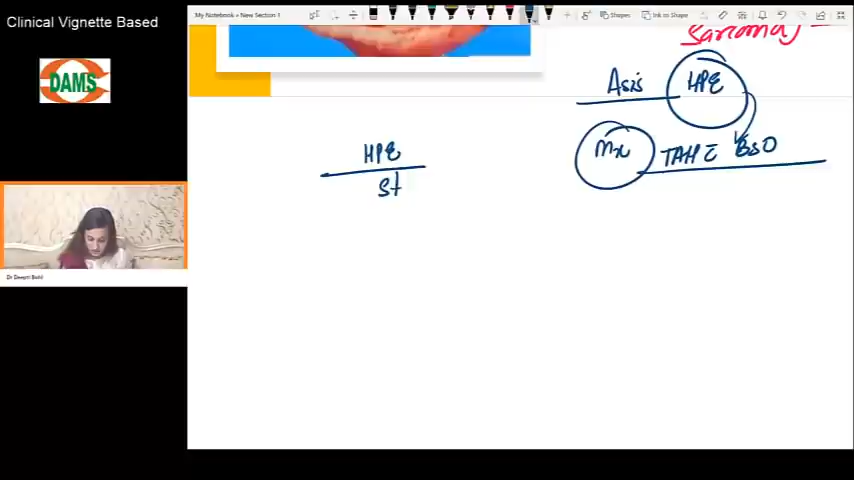 Clinical Vignette Based
DAMS
Dr Deepti Bahl
My Notebook » New Section 1
Shapes
Ink to Shape
Sarcoma
Asis HPE
Mx TAH c̄ BSO
HPE
St